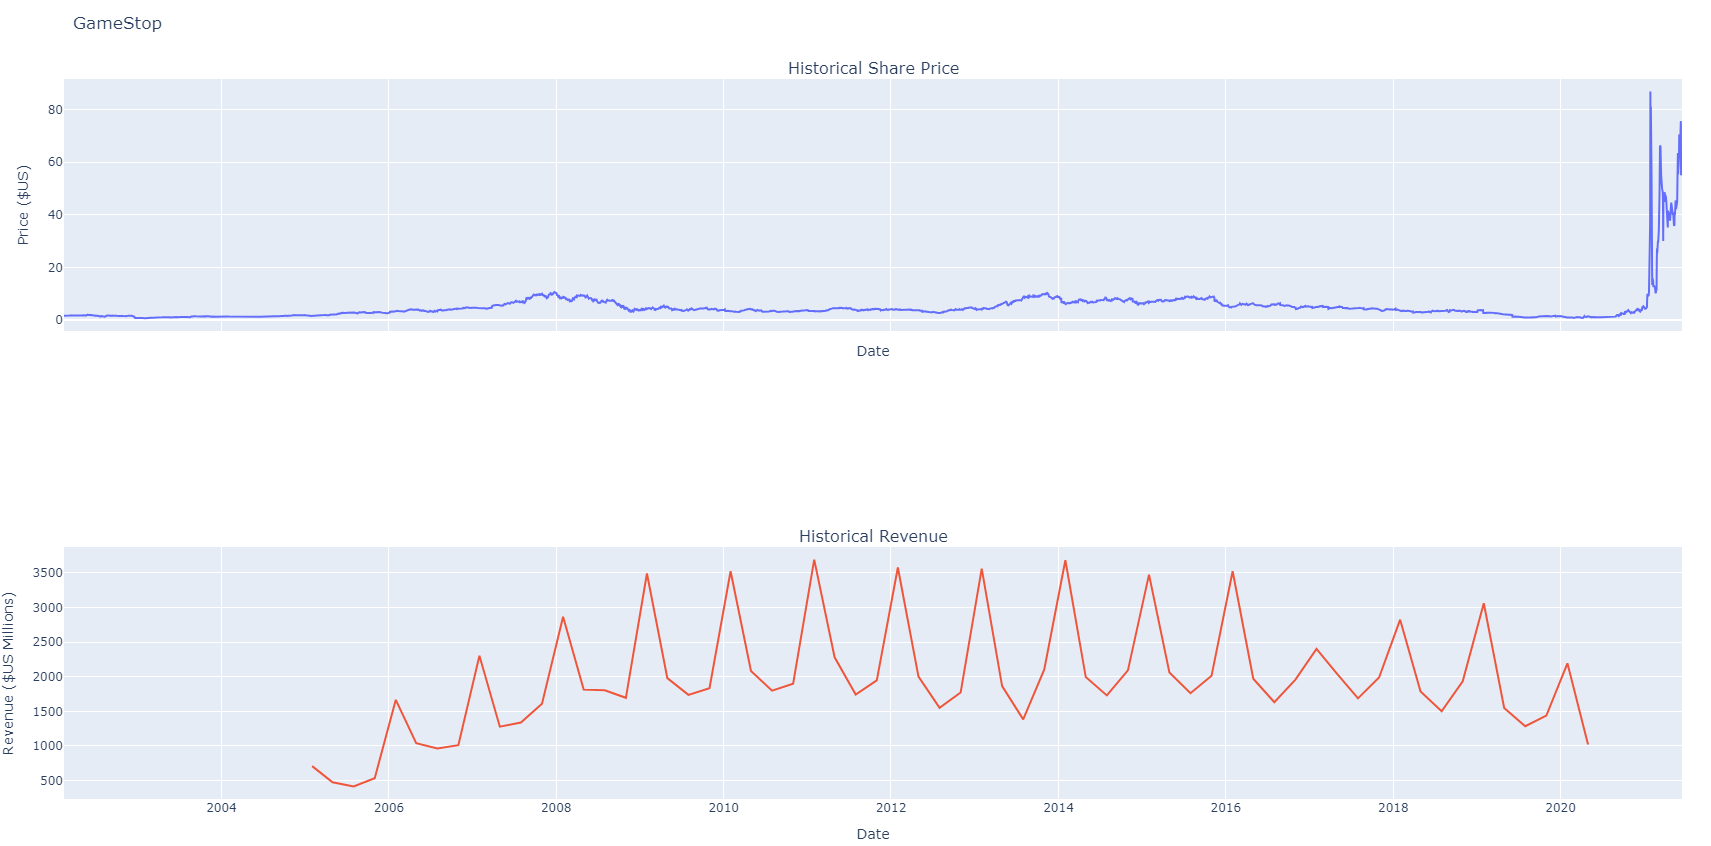 GameStop
Historical Share Price
80
60
40
20
0
Price ($US)
Date
Historical Revenue
3500
3000
2500
2000
1500
1000
500
Revenue ($US Millions)
2004 2006 2008 2010 2012 2014 2016 2018 2020
Date